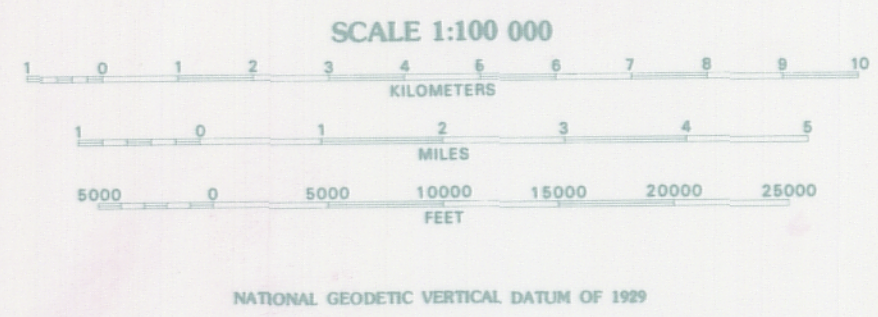 SCALE 1:100 000
1 0 1 2 3 4 5 6 7 8 9 10
KILOMETERS
1 0 1 2 3 4 5
MILES
5000 0 5000 10000 15000 20000 25000
FEET
NATIONAL GEODETIC VERTICAL DATUM OF 1929